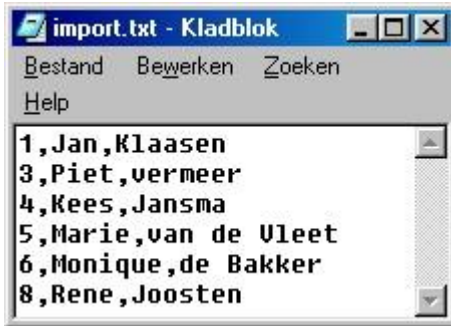 import.txt - Kladblok
Bestand Bewerken Zoeken
Help
1,Jan,Klaasen
3,Piet,vermeer
4,Kees,Jansma
5,Marie,van de Vleet
6,Monique,de Bakker
8,Rene,Joosten